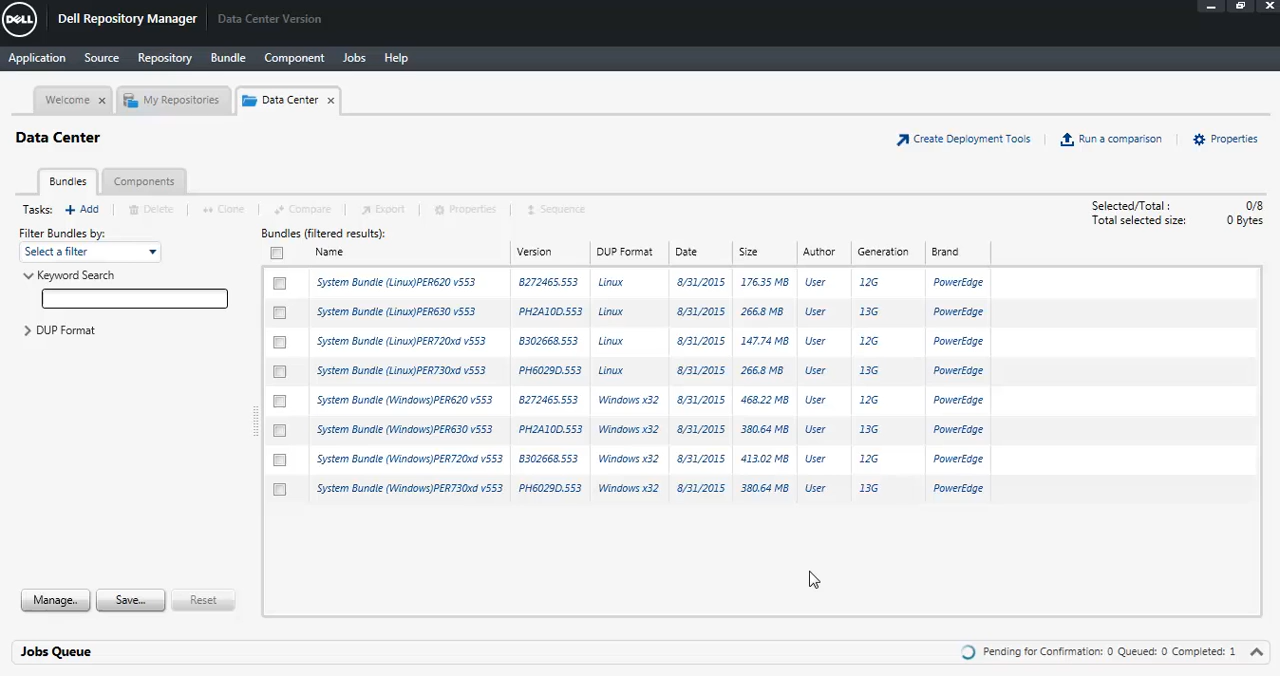 DELL Dell Repository Manager Data Center Version
Application Source Repository Bundle Component Jobs Help
Welcome My Repositories Data Center
Data Center
Create Deployment Tools Run a comparison Properties
Bundles Components
Tasks: Add Delete Clone Compare Export Properties Sequence
Selected/Total : 0/8
Total selected size: 0 Bytes
Filter Bundles by:
Select a filter
Keyword Search
DUP Format
Bundles (filtered results):
Name Version DUP Format Date Size Author Generation Brand
System Bundle (Linux)PER620 v553 B272465.553 Linux 8/31/2015 176.35 MB User 12G PowerEdge
System Bundle (Linux)PER630 v553 PH2A10D.553 Linux 8/31/2015 266.8 MB User 13G PowerEdge
System Bundle (Linux)PER720xd v553 B302668.553 Linux 8/31/2015 147.74 MB User 12G PowerEdge
System Bundle (Linux)PER730xd v553 PH6029D.553 Linux 8/31/2015 266.8 MB User 13G PowerEdge
System Bundle (Windows)PER620 v553 B272465.553 Windows x32 8/31/2015 468.22 MB User 12G PowerEdge
System Bundle (Windows)PER630 v553 PH2A10D.553 Windows x32 8/31/2015 380.64 MB User 13G PowerEdge
System Bundle (Windows)PER720xd v553 B302668.553 Windows x32 8/31/2015 413.02 MB User 12G PowerEdge
System Bundle (Windows)PER730xd v553 PH6029D.553 Windows x32 8/31/2015 380.64 MB User 13G PowerEdge
Manage.. Save... Reset
Jobs Queue Pending for Confirmation: 0 Queued: 0 Completed: 1